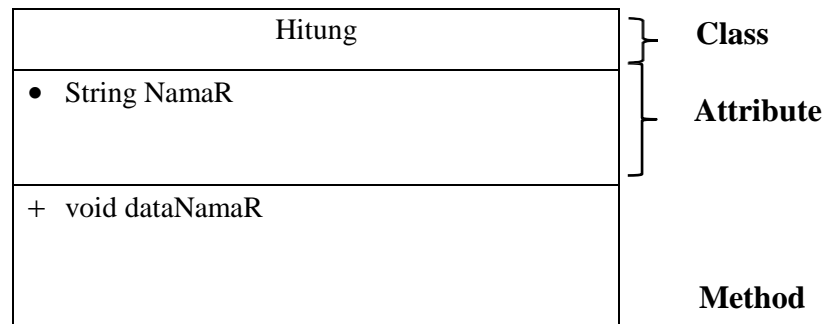 Hitung
Class
• String NamaR
Attribute
+ void dataNamaR
Method